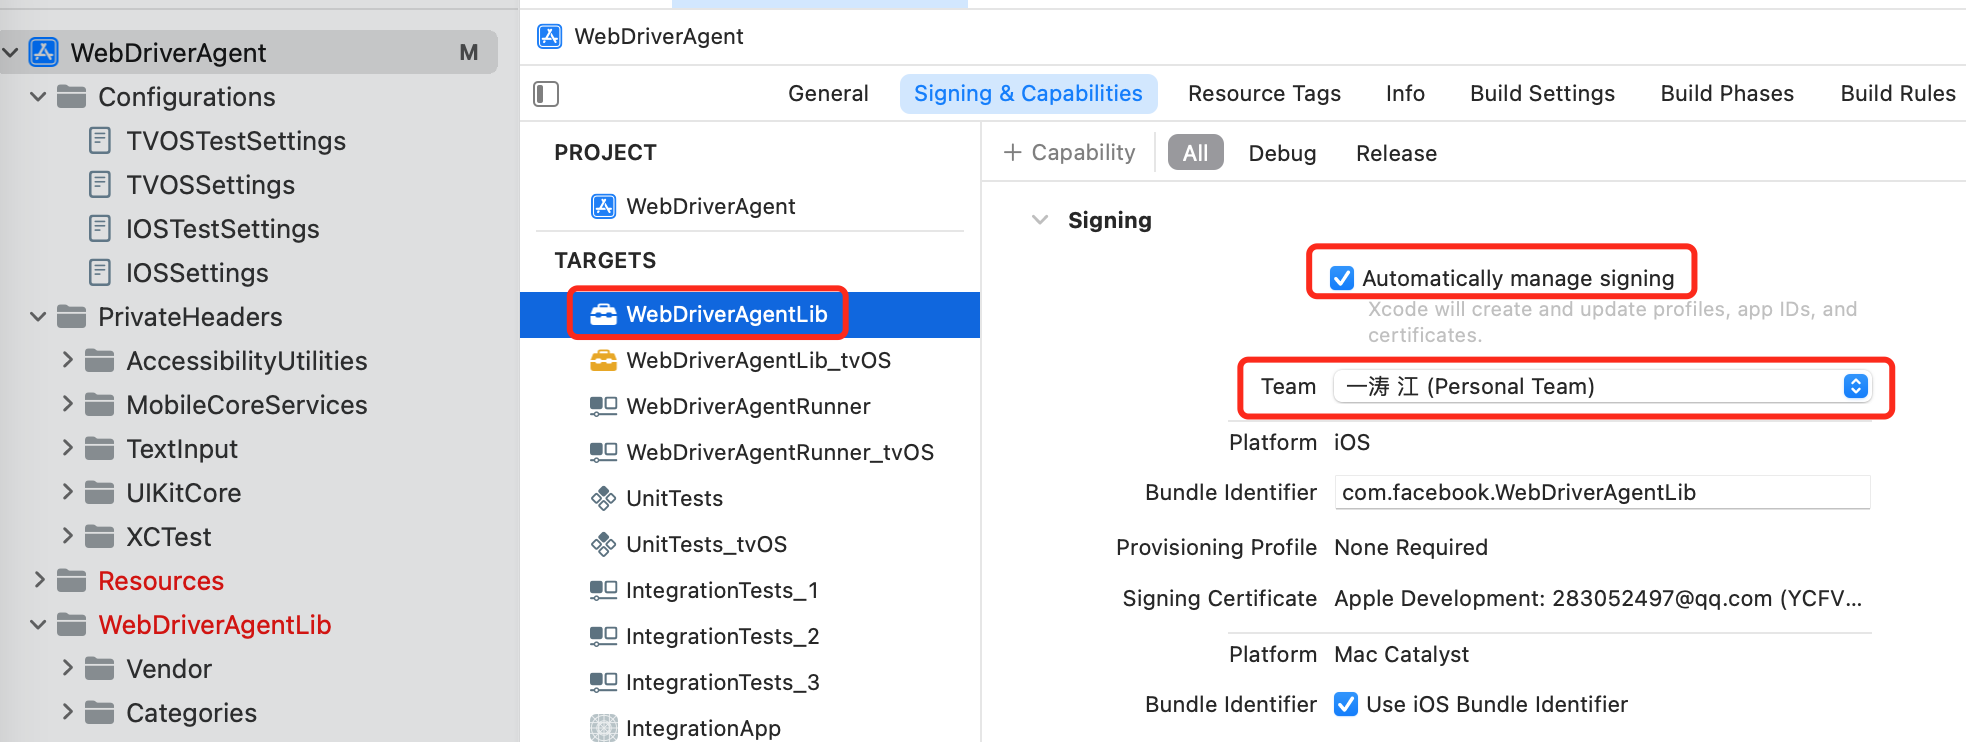 WebDriverAgent M
Configurations
TVOSTestSettings
TVOSSettings
IOSTestSettings
IOSSettings
PrivateHeaders
AccessibilityUtilities
MobileCoreServices
TextInput
UIKitCore
XCTest
Resources
WebDriverAgentLib
Vendor
Categories
WebDriverAgent
General Signing & Capabilities Resource Tags Info Build Settings Build Phases Build Rules
PROJECT
WebDriverAgent
TARGETS
WebDriverAgentLib
WebDriverAgentLib_tvOS
WebDriverAgentRunner
WebDriverAgentRunner_tvOS
UnitTests
UnitTests_tvOS
IntegrationTests_1
IntegrationTests_2
IntegrationTests_3
IntegrationApp
+ Capability All Debug Release
Signing
Automatically manage signing
Xcode will create and update profiles, app IDs, and
certificates.
Team 一涛 江 (Personal Team)
Platform iOS
Bundle Identifier com.facebook.WebDriverAgentLib
Provisioning Profile None Required
Signing Certificate Apple Development: 283052497@qq.com (YCFV...
Platform Mac Catalyst
Bundle Identifier Use iOS Bundle Identifier